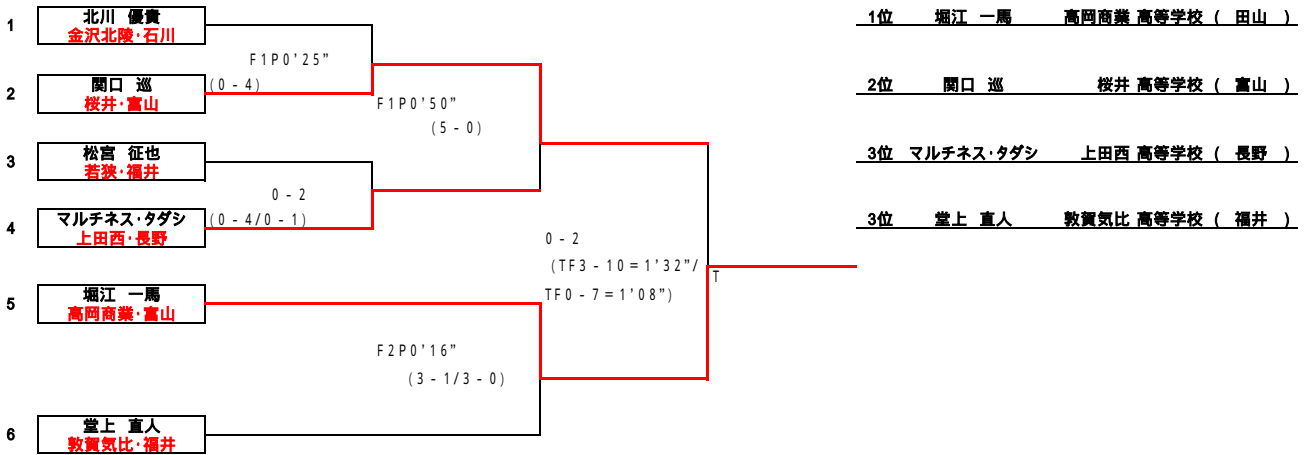 1
北川 優貴
金沢北陵・石川
F1P0'25"
(0-4)
2
関口 巡
桜井・富山
F1P0'50"
(5-0)
3
松宮 征也
若狭・福井
0-2
(0-4/0-1)
4
マルチネス・タダシ
上田西・長野
0-2
(TF3-10=1'32"/
TF0-7=1'08")
T
5
堀江 一馬
高岡商業・富山
F2P0'16"
(3-1/3-0)
6
堂上 直人
敦賀気比・福井
1位 堀江 一馬 高岡商業 高等学校 ( 田山 )
2位 関口 巡 桜井 高等学校 ( 富山 )
3位 マルチネス・タダシ 上田西 高等学校 ( 長野 )
3位 堂上 直人 敦賀気比 高等学校 ( 福井 )